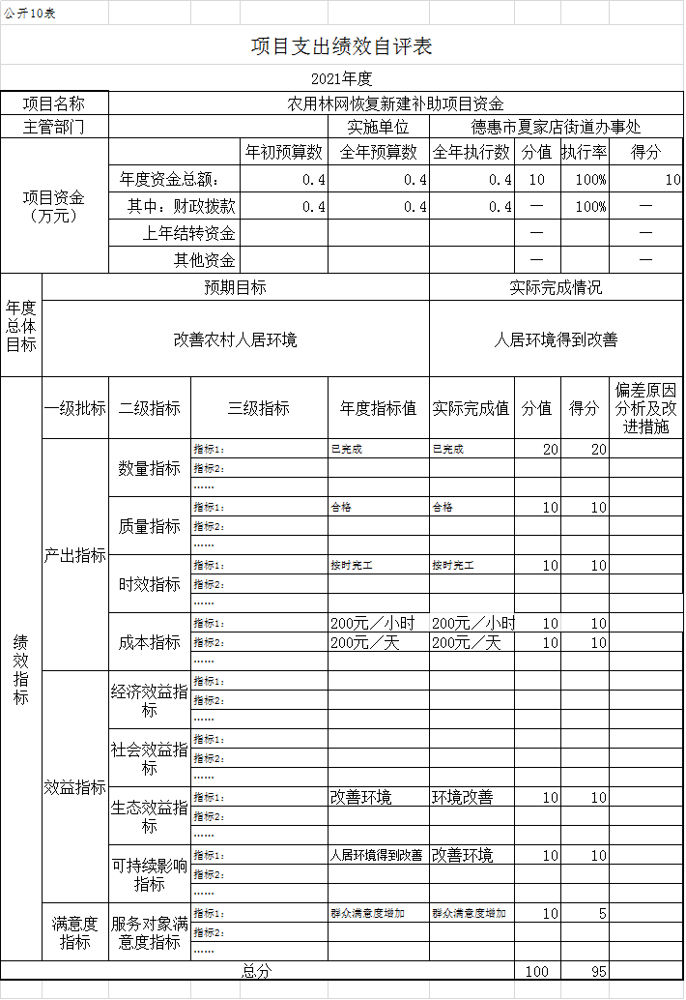 公开10表
项目支出绩效自评表
2021年度
项目名称 农用林网恢复新建补助项目资金
主管部门 实施单位 德惠市夏家店街道办事处
项目资金
（万元）
年初预算数 全年预算数 全年执行数 分值 执行率 得分
年度资金总额： 0.4 0.4 0.4 10 100% 10
其中：财政拨款 0.4 0.4 0.4 — 100% —
上年结转资金 — —
其他资金 — —
年度
总体
目标
预期目标 实际完成情况
改善农村人居环境 人居环境得到改善
绩
效
指
标
一级批标 二级指标 三级指标 年度指标值 实际完成值 分值 得分
偏差原因
分析及改
进措施
产出指标
数量指标
指标1： 已完成 已完成 20 20
指标2：
……
质量指标
指标1： 合格 合格 10 10
指标2：
……
时效指标
指标1： 按时完工 按时完工 10 10
指标2：
……
成本指标
指标1： 200元／小时 200元／小时 10 10
指标2： 200元／天 200元／天 10 10
……
效益指标
经济效益指
标
指标1：
指标2：
……
社会效益指
标
指标1：
指标2：
……
生态效益指
标
指标1： 改善环境 环境改善 10 10
指标2：
……
可持续影响
指标
指标1： 人居环境得到改善 改善环境 10 10
指标2：
……
满意度
指标
服务对象满
意度指标
指标1： 群众满意度增加 群众满意度增加 10 5
指标2：
……
总分 100 95